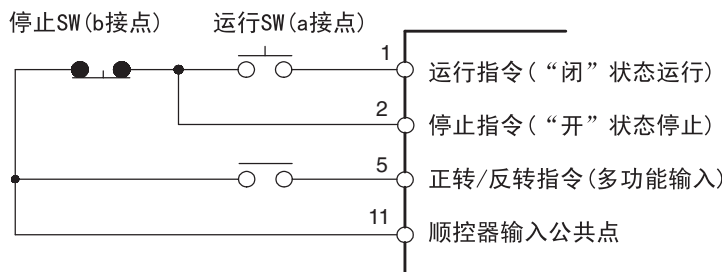 停止SW(b接点) 运行SW(a接点)
1 运行指令(“闭”状态运行)
2 停止指令(“开”状态停止)
5 正转/反转指令(多功能输入)
11 顺控器输入公共点